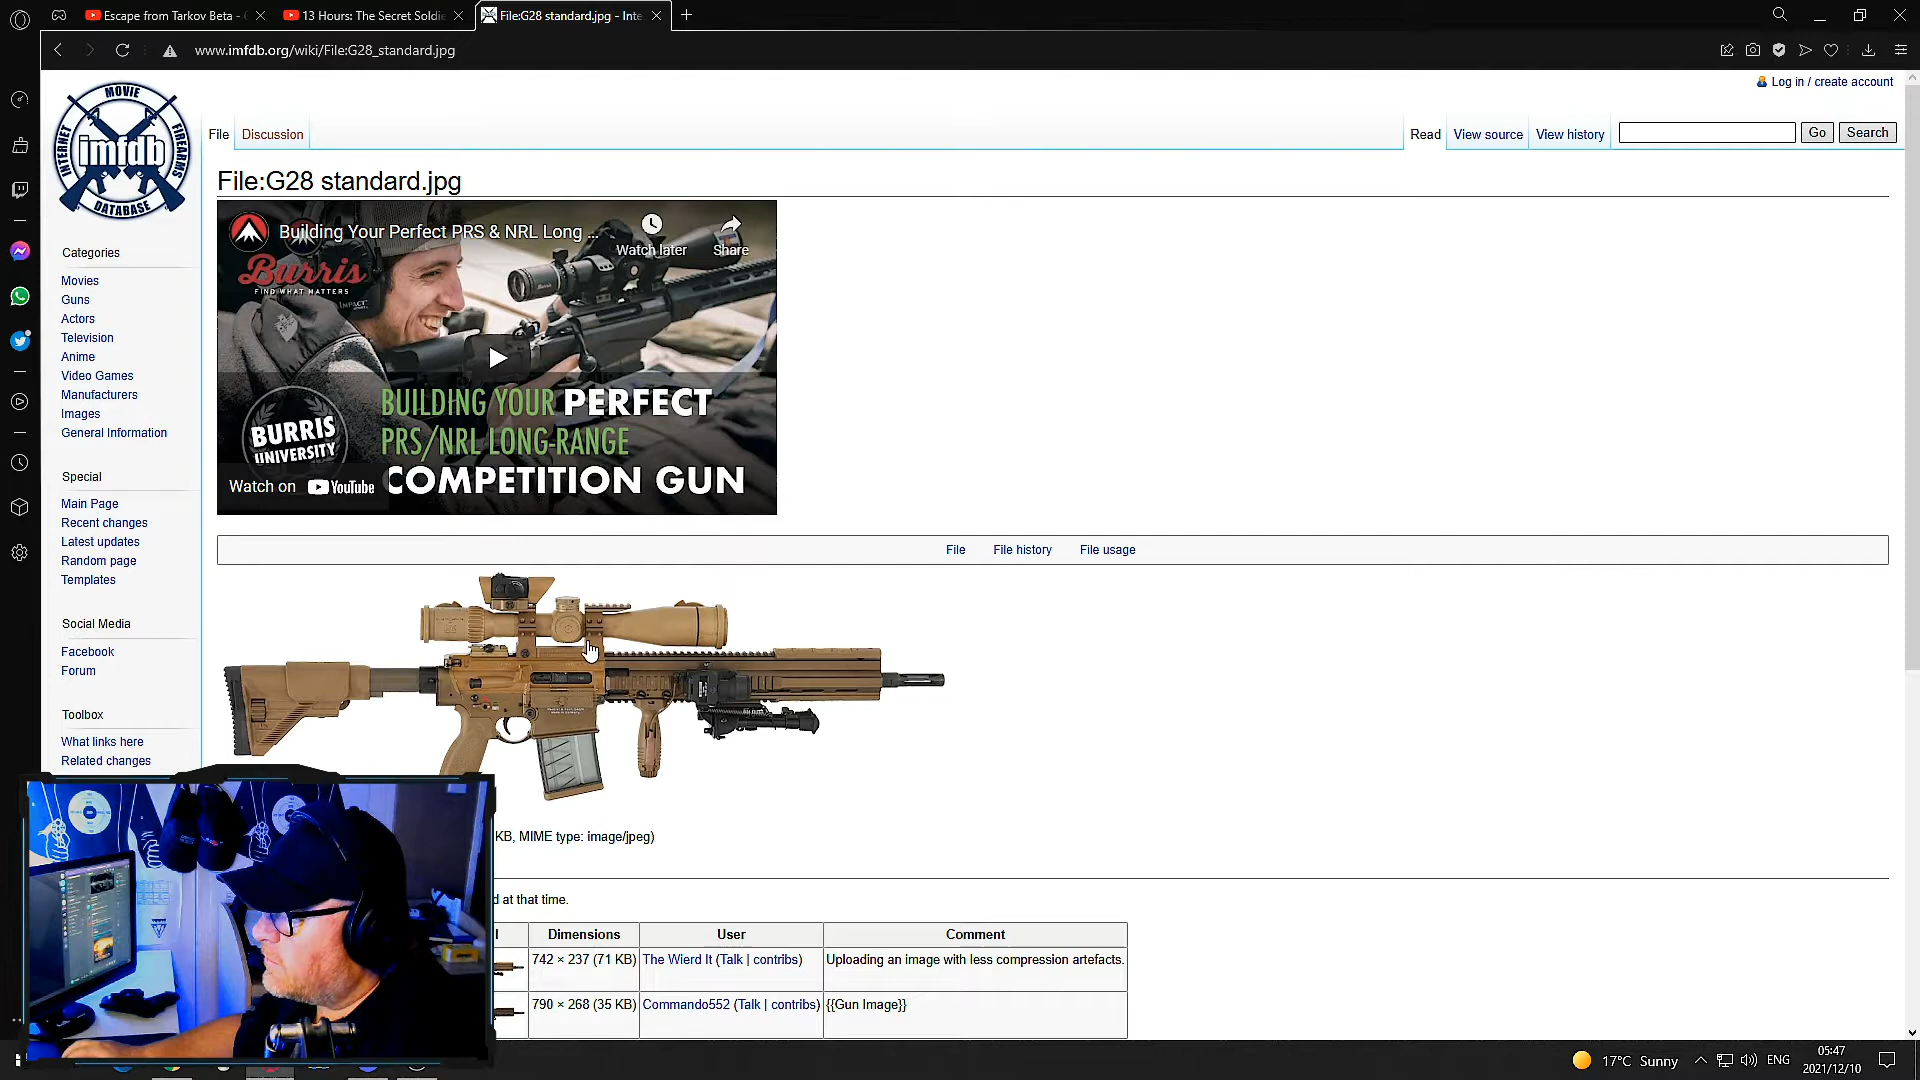 Escape from Tarkov Beta - (
13 Hours: The Secret Soldie
File:G28 standard.jpg - Inte
www.imfdb.org/wiki/File:G28_standard.jpg
Log in / create account
INTERNET MOVIE FIREARMS DATABASE
imfdb
File
Discussion
Read
View source
View history
Go
Search
File:G28 standard.jpg
Building Your Perfect PRS & NRL Long ...
Watch later
Share
Burris
FIND WHAT MATTERS
IMPACT
BUILDING YOUR PERFECT
PRS/NRL LONG-RANGE
COMPETITION GUN
BURRIS
UNIVERSITY
Watch on YouTube
Categories
Movies
Guns
Actors
Television
Anime
Video Games
Manufacturers
Images
General Information
Special
Main Page
Recent changes
Latest updates
Random page
Templates
Social Media
Facebook
Forum
Toolbox
What links here
Related changes
File
File history
File usage
KB, MIME type: image/jpeg)
d at that time.
Dimensions
User
Comment
742 × 237 (71 KB)
The Wierd It (Talk | contribs)
Uploading an image with less compression artefacts.
790 × 268 (35 KB)
Commando552 (Talk | contribs)
{{Gun Image}}
17°C Sunny
ENG
05:47
2021/12/10